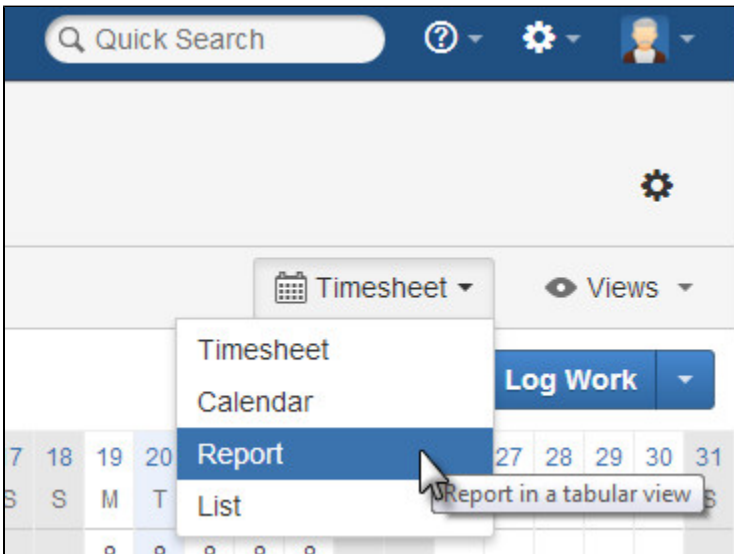 Quick Search
Timesheet Views
Timesheet
Log Work
Calendar
7 18 19 20 Report 27 28 29 30 31
S S M T List Report in a tabular view S